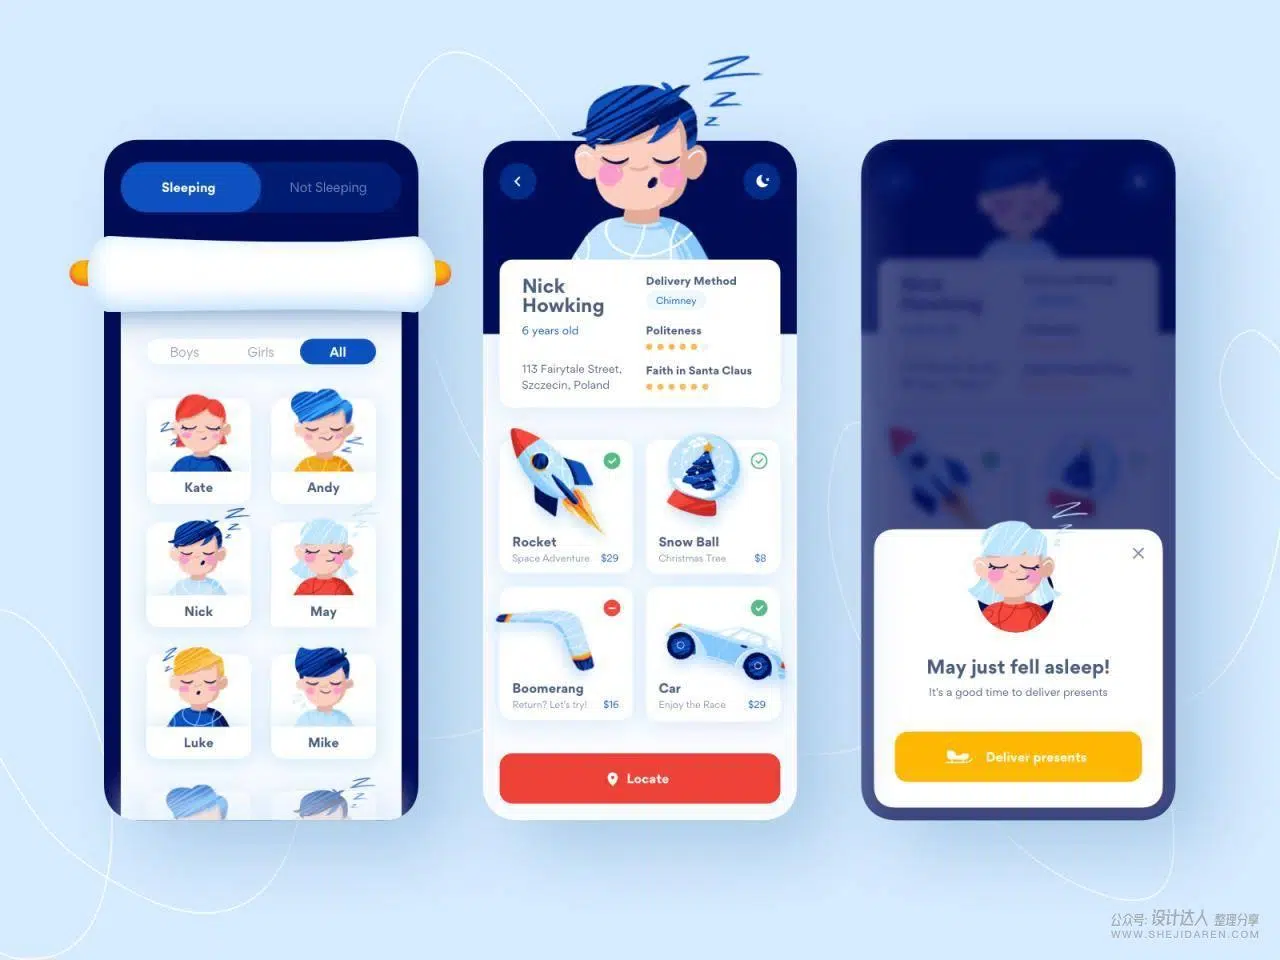 Sleeping
Not Sleeping
Boys
Girls
All
Kate
Andy
Nick
May
Luke
Mike
Nick
Howking
6 years old
113 Fairytale Street,
Szczecin, Poland
Delivery Method
Chimney
Politeness
Faith in Santa Claus
Rocket
Space Adventure $29
Snow Ball
Christmas Tree $8
Boomerang
Return? Let's try! $16
Car
Enjoy the Race $29
Locate
May just fell asleep!
It's a good time to deliver presents
Deliver presents
公众号: 设计达人 整理分享
WWW.SHEJIDAREN.COM